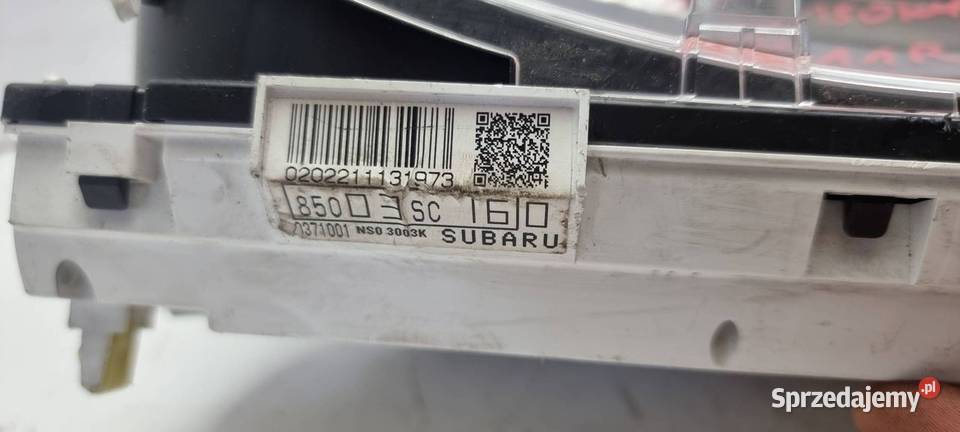 0202211131973
85003SC160
0371001 NS0 3003K SUBARU
Sprzedajemy.pl